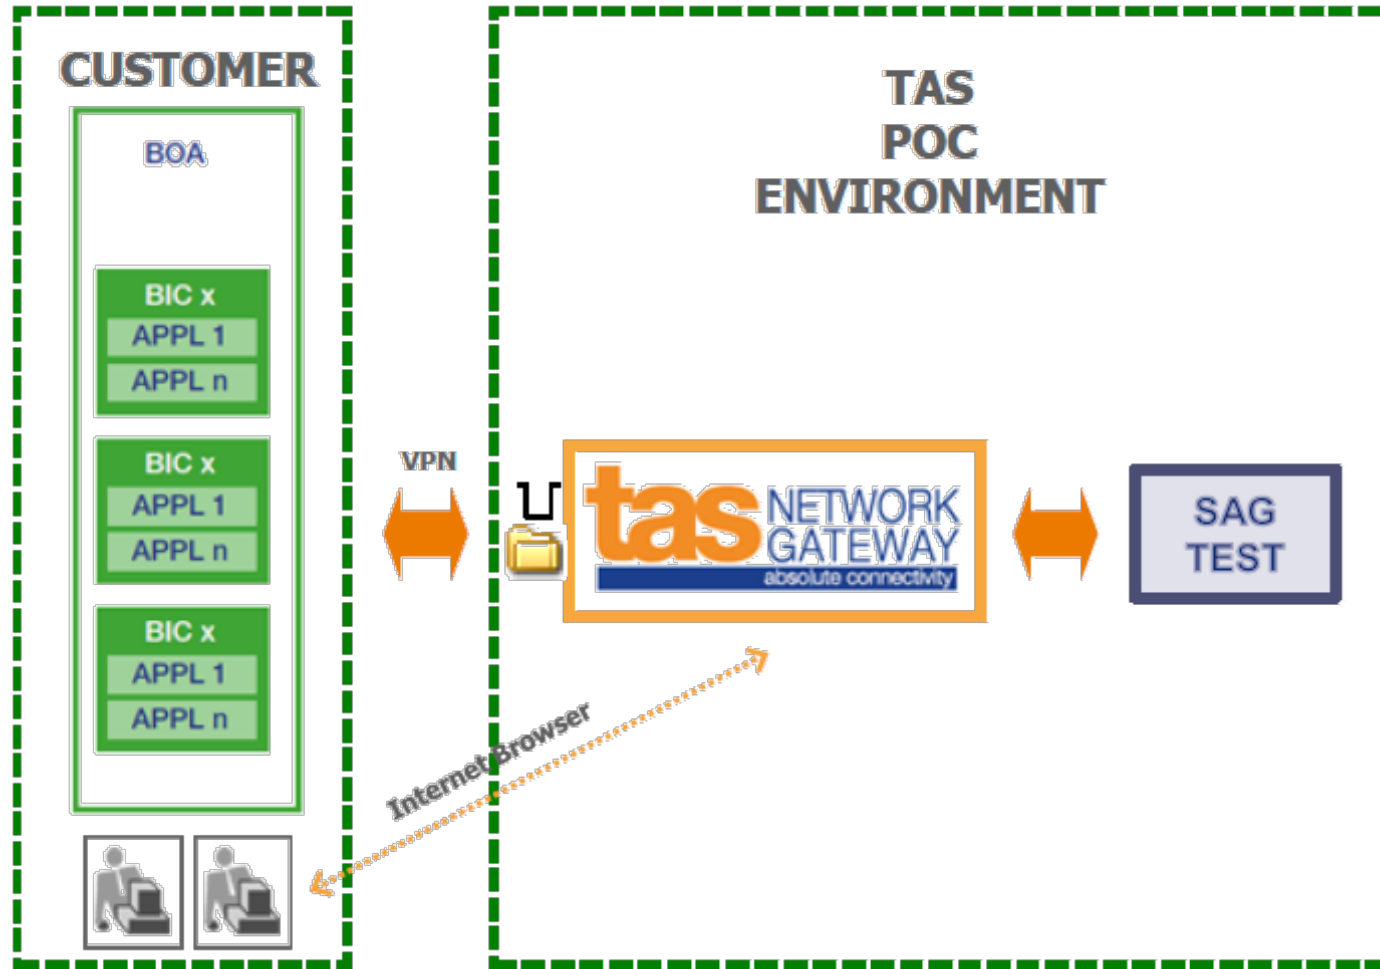 CUSTOMER
BOA
BIC x
APPL 1
APPL n
BIC x
APPL 1
APPL n
BIC x
APPL 1
APPL n
VPN
Internet Browser
TAS
POC
ENVIRONMENT
tas NETWORK
GATEWAY
absolute connectivity
SAG
TEST